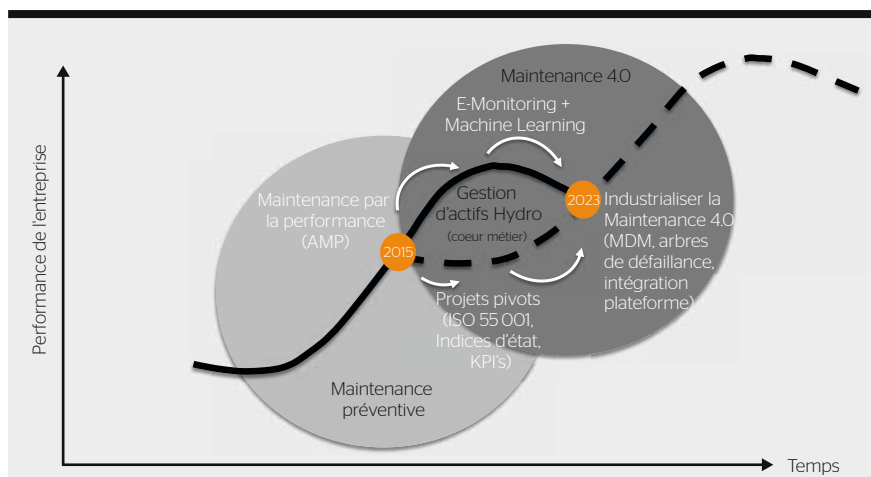 Maintenance 4.0
E-Monitoring +
Machine Learning
Performance de l'entreprise
Maintenance par
la performance
(AMP)
Gestion
d'actifs Hydro
(coeur métier)
2015
2023
Industrialiser la
Maintenance 4.0
(MDM, arbres
de défaillance,
intégration
plateforme)
Projets pivots
(ISO 55 001,
Indices d'état,
KPI's)
Maintenance
préventive
Temps